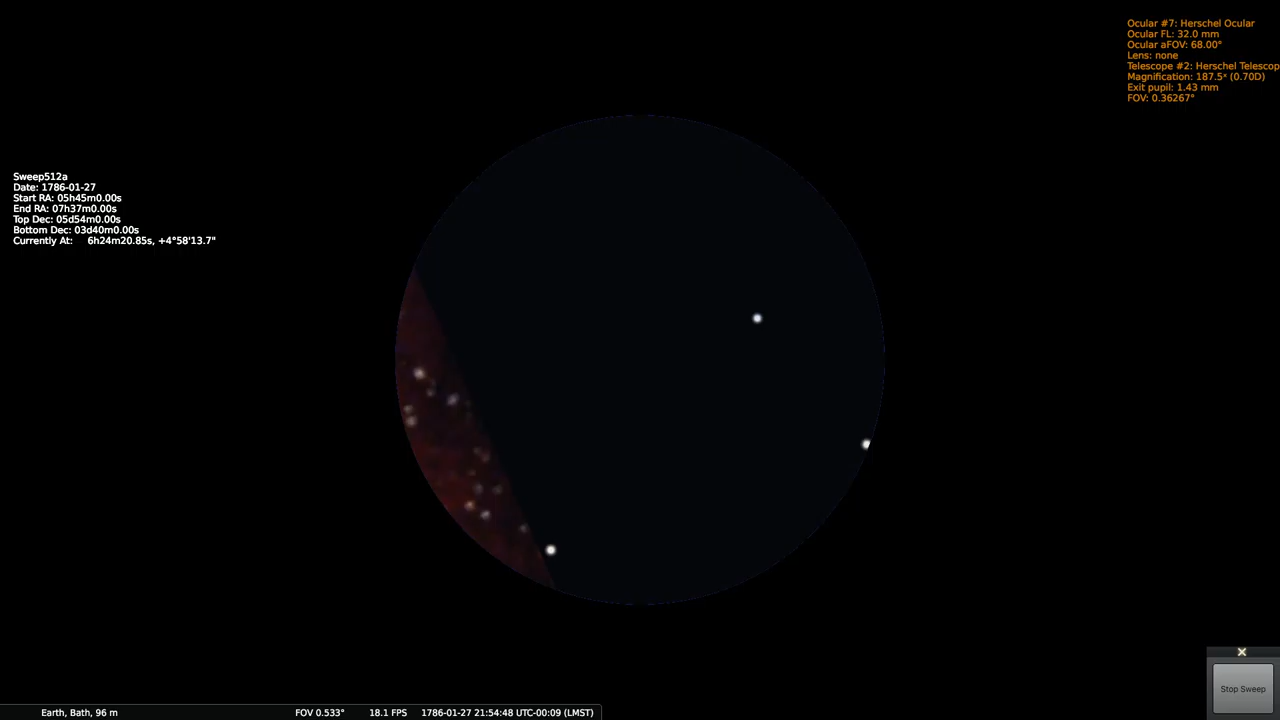 Ocular #7: Herschel Ocular
Ocular FL: 32.0 mm
Ocular aFOV: 68.00°
Lens: none
Telescope #2: Herschel Telescop
Magnification: 187.5ˣ (0.70D)
Exit pupil: 1.43 mm
FOV: 0.36267°
Sweep512a
Date: 1786-01-27
Start RA: 05h45m0.00s
End RA: 07h37m0.00s
Top Dec: 05d54m0.00s
Bottom Dec: 03d40m0.00s
Currently At: 6h24m20.85s, +4°58'13.7"
Stop Sweep
Earth, Bath, 96 m FOV 0.533° 18.1 FPS 1786-01-27 21:54:48 UTC-00:09 (LMST)